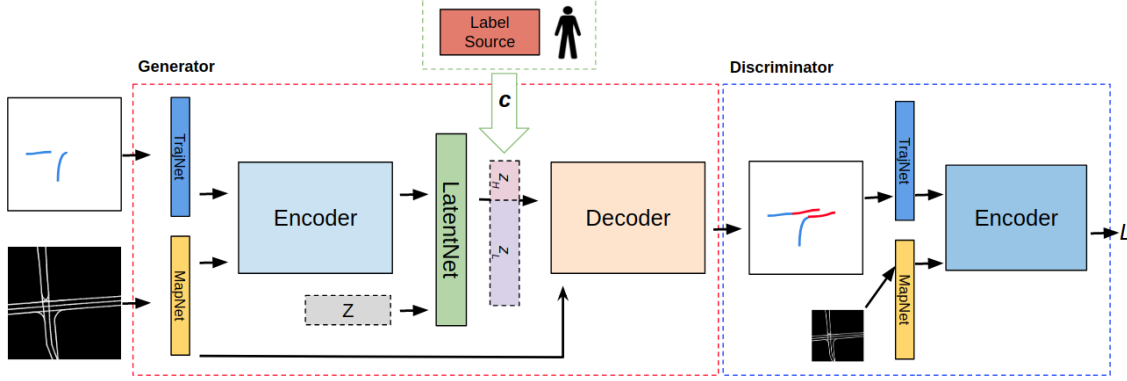 Label
Source
Generator
Discriminator
c
TrajNet
MapNet
Encoder
Z
LatentNet
z_H
z_L
Decoder
TrajNet
MapNet
Encoder
L